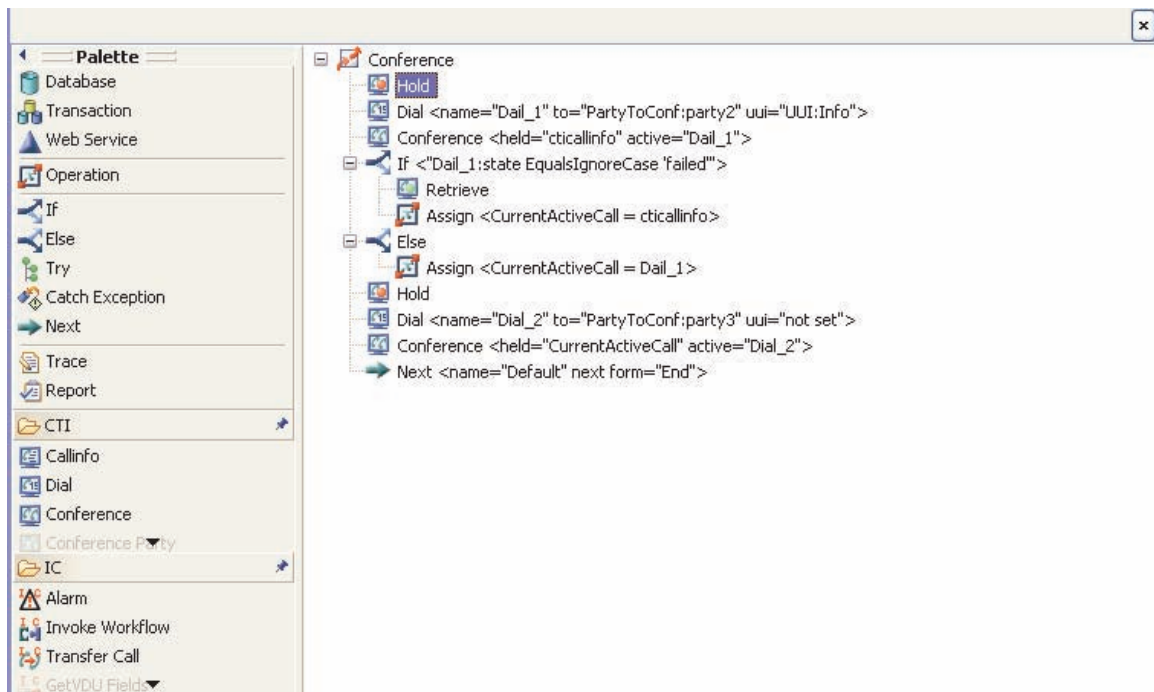 Palette
Database
Transaction
Web Service
Operation
If
Else
Try
Catch Exception
Next
Trace
Report
CTI
Callinfo
Dial
Conference
Conference Party
IC
Alarm
Invoke Workflow
Transfer Call
GetVDU Fields
Conference
Hold
Dial <name="Dail_1" to="PartyToConf:party2" uui="UUI:Info">
Conference <held="cticallinfo" active="Dail_1">
If <"Dail_1:state EqualsIgnoreCase 'failed'">
Retrieve
Assign <CurrentActiveCall = cticallinfo>
Else
Assign <CurrentActiveCall = Dail_1>
Hold
Dial <name="Dial_2" to="PartyToConf:party3" uui="not set">
Conference <held="CurrentActiveCall" active="Dial_2">
Next <name="Default" next form="End">